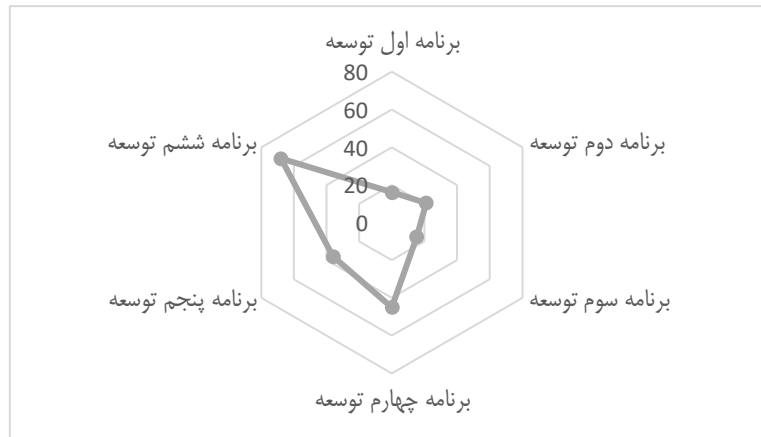 برنامه اول توسعه
80
60
برنامه دوم توسعه
برنامه ششم توسعه
40
20
0
برنامه سوم توسعه
برنامه پنجم توسعه
برنامه چهارم توسعه